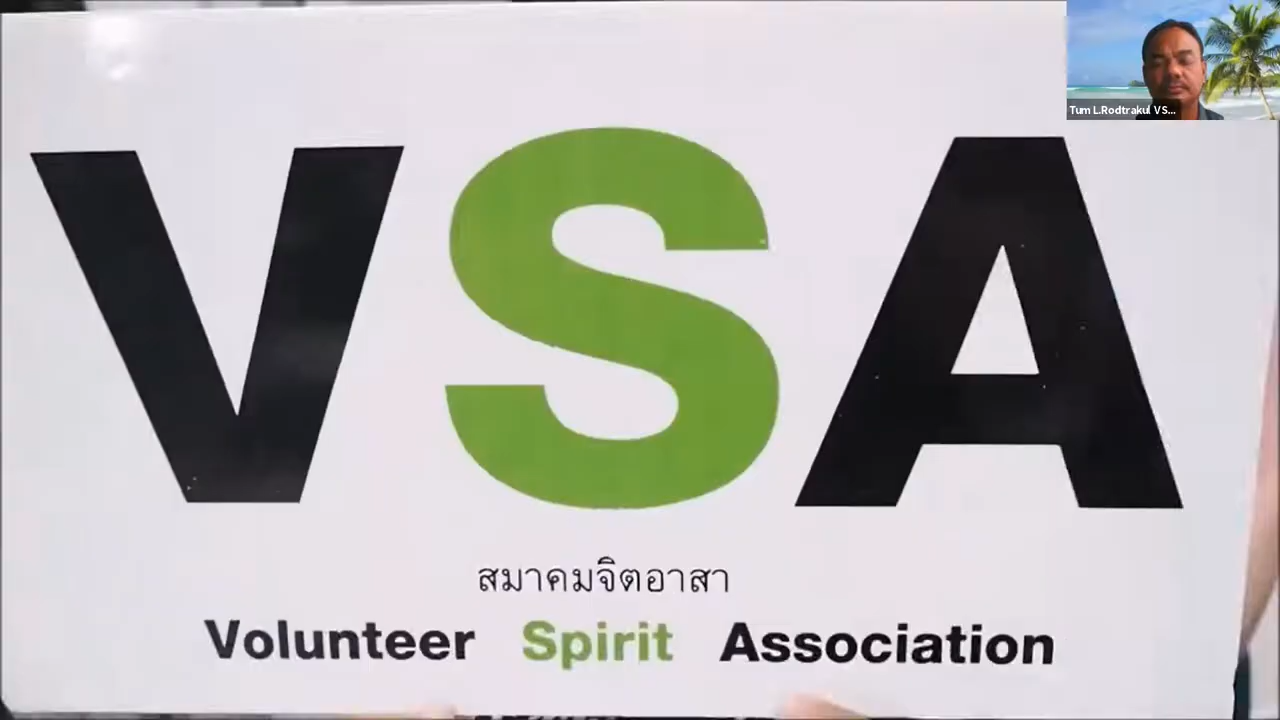 Tum L.Rodtrakul VS...
VSA
สมาคมจิตอาสา
Volunteer Spirit Association